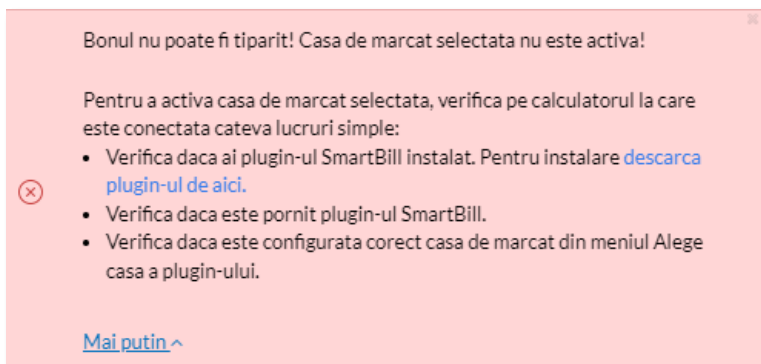 Bonul nu poate fi tiparit! Casa de marcat selectata nu este activa!
Pentru a activa casa de marcat selectata, verifica pe calculatorul la care
este conectata cateva lucruri simple:
• Verifica daca ai plugin-ul SmartBill instalat. Pentru instalare descarca
plugin-ul de aici.
• Verifica daca este pornit plugin-ul SmartBill.
• Verifica daca este configurata corect casa de marcat din meniul Alege
casa a plugin-ului.
Mai putin